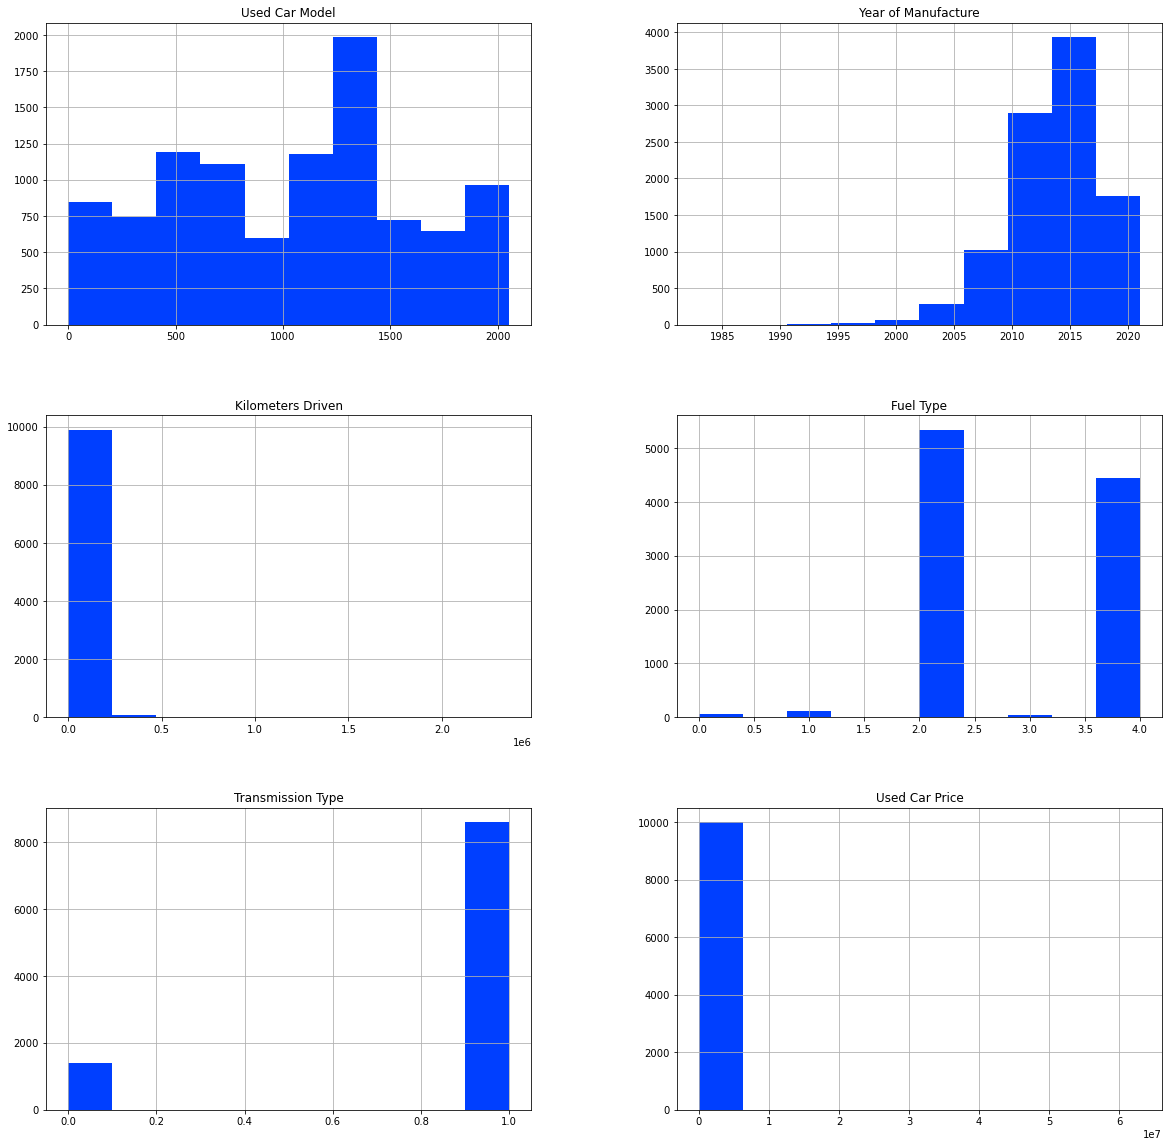 Used Car Model
2000
1750
1500
1250
1000
750
500
250
0
0 500 1000 1500 2000
Year of Manufacture
4000
3500
3000
2500
2000
1500
1000
500
0
1985 1990 1995 2000 2005 2010 2015 2020
Kilometers Driven
10000
8000
6000
4000
2000
0
0.0 0.5 1.0 1.5 2.0
1e6
Fuel Type
5000
4000
3000
2000
1000
0
0.0 0.5 1.0 1.5 2.0 2.5 3.0 3.5 4.0
Transmission Type
8000
6000
4000
2000
0
0.0 0.2 0.4 0.6 0.8 1.0
Used Car Price
10000
8000
6000
4000
2000
0
0 1 2 3 4 5 6
1e7